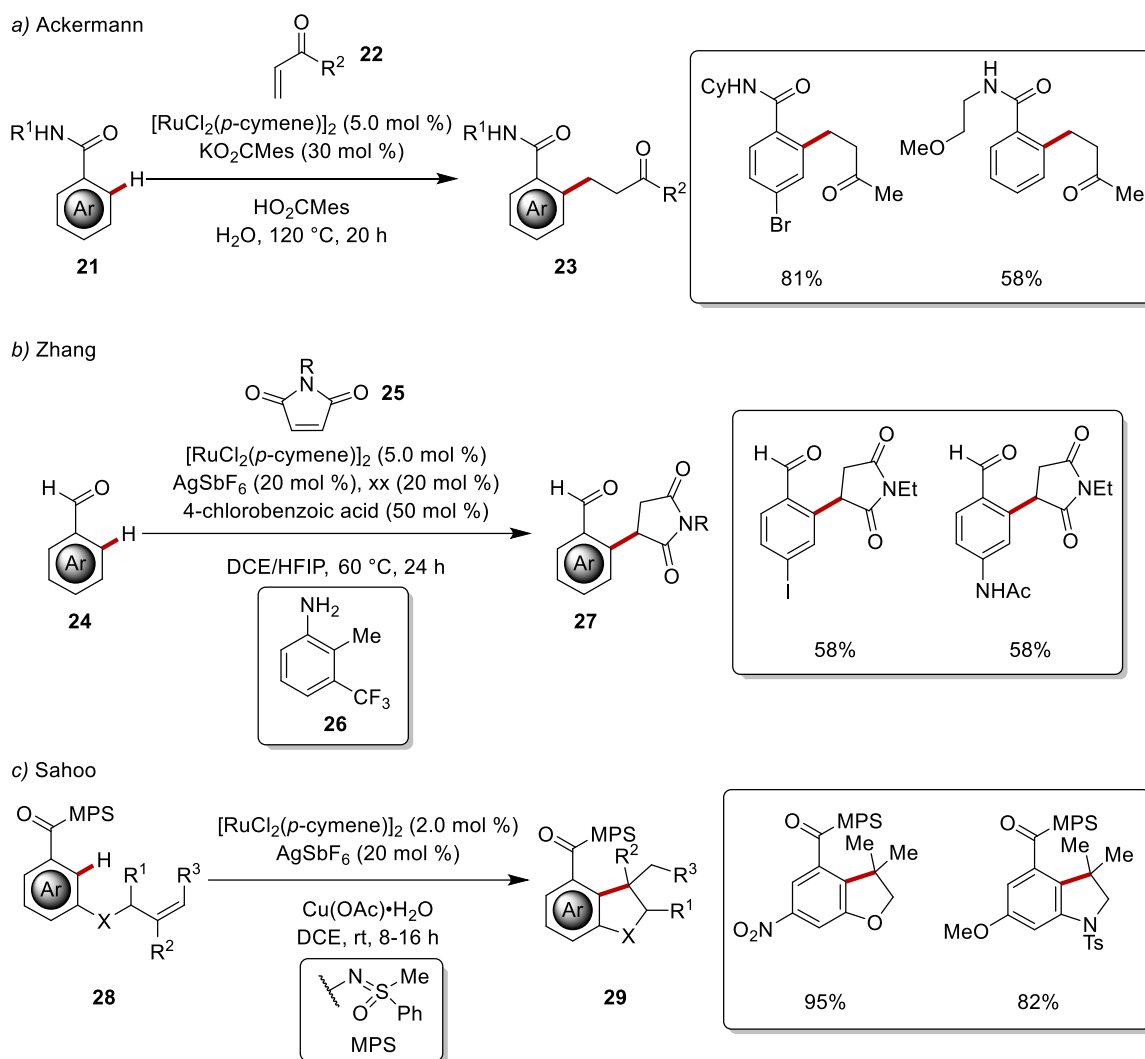 a) Ackermann
O
R2
22
[RuCl2(p-cymene)]2 (5.0 mol %)
KO2CMes (30 mol %)
HO2CMes
H2O, 120 °C, 20 h
R1HN
O
H
Ar
21
R1HN
O
O
R2
Ar
23
CyHN
O
O
Me
Br
81%
H
N
O
MeO
O
Me
58%
b) Zhang
R
N
O
O
25
[RuCl2(p-cymene)]2 (5.0 mol %)
AgSbF6 (20 mol %), xx (20 mol %)
4-chlorobenzoic acid (50 mol %)
DCE/HFIP, 60 °C, 24 h
H
O
H
Ar
24
NH2
Me
CF3
26
H
O
O
NR
O
Ar
27
H
O
O
N-Et
O
I
58%
H
O
O
N-Et
O
NHAc
58%
c) Sahoo
O
MPS
H
Ar
R1
R3
X
R2
28
[RuCl2(p-cymene)]2 (2.0 mol %)
AgSbF6 (20 mol %)
Cu(OAc)•H2O
DCE, rt, 8-16 h
N
Me
S
O
Ph
MPS
O
MPS
R2
R3
Ar
R1
X
29
O
MPS
Me
Me
O2N
O
95%
O
MPS
Me
Me
MeO
N
Ts
82%